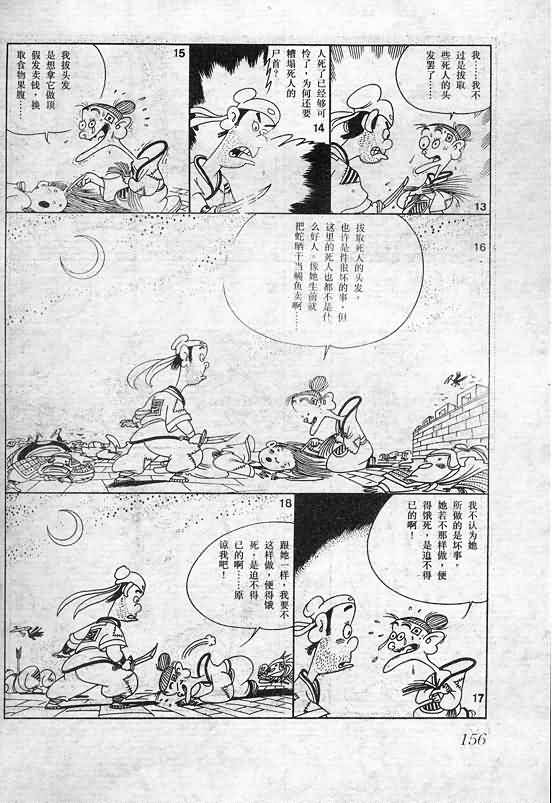 13
我……我不
过是拔取
些死人的头
发罢了……
14
人死了已经够可
怜了，为何还要
糟塌死人的
尸首？
15
我拔头发
是想拿它做顶
假发卖钱，换
取食物果腹……
16
拔取死人的头发，
也许是件很坏的事，但
这里的死人也都不是什
么好人。像她生前就
把蛇晒干当鲷鱼卖啊……
17
我不认为她
所做的是坏事，
她若不那样做，便
得饿死，是迫不得
已的啊！
18
跟她一样，我要不
这样做，便得饿
死，是迫不得
已的啊……原
谅我吧！
156